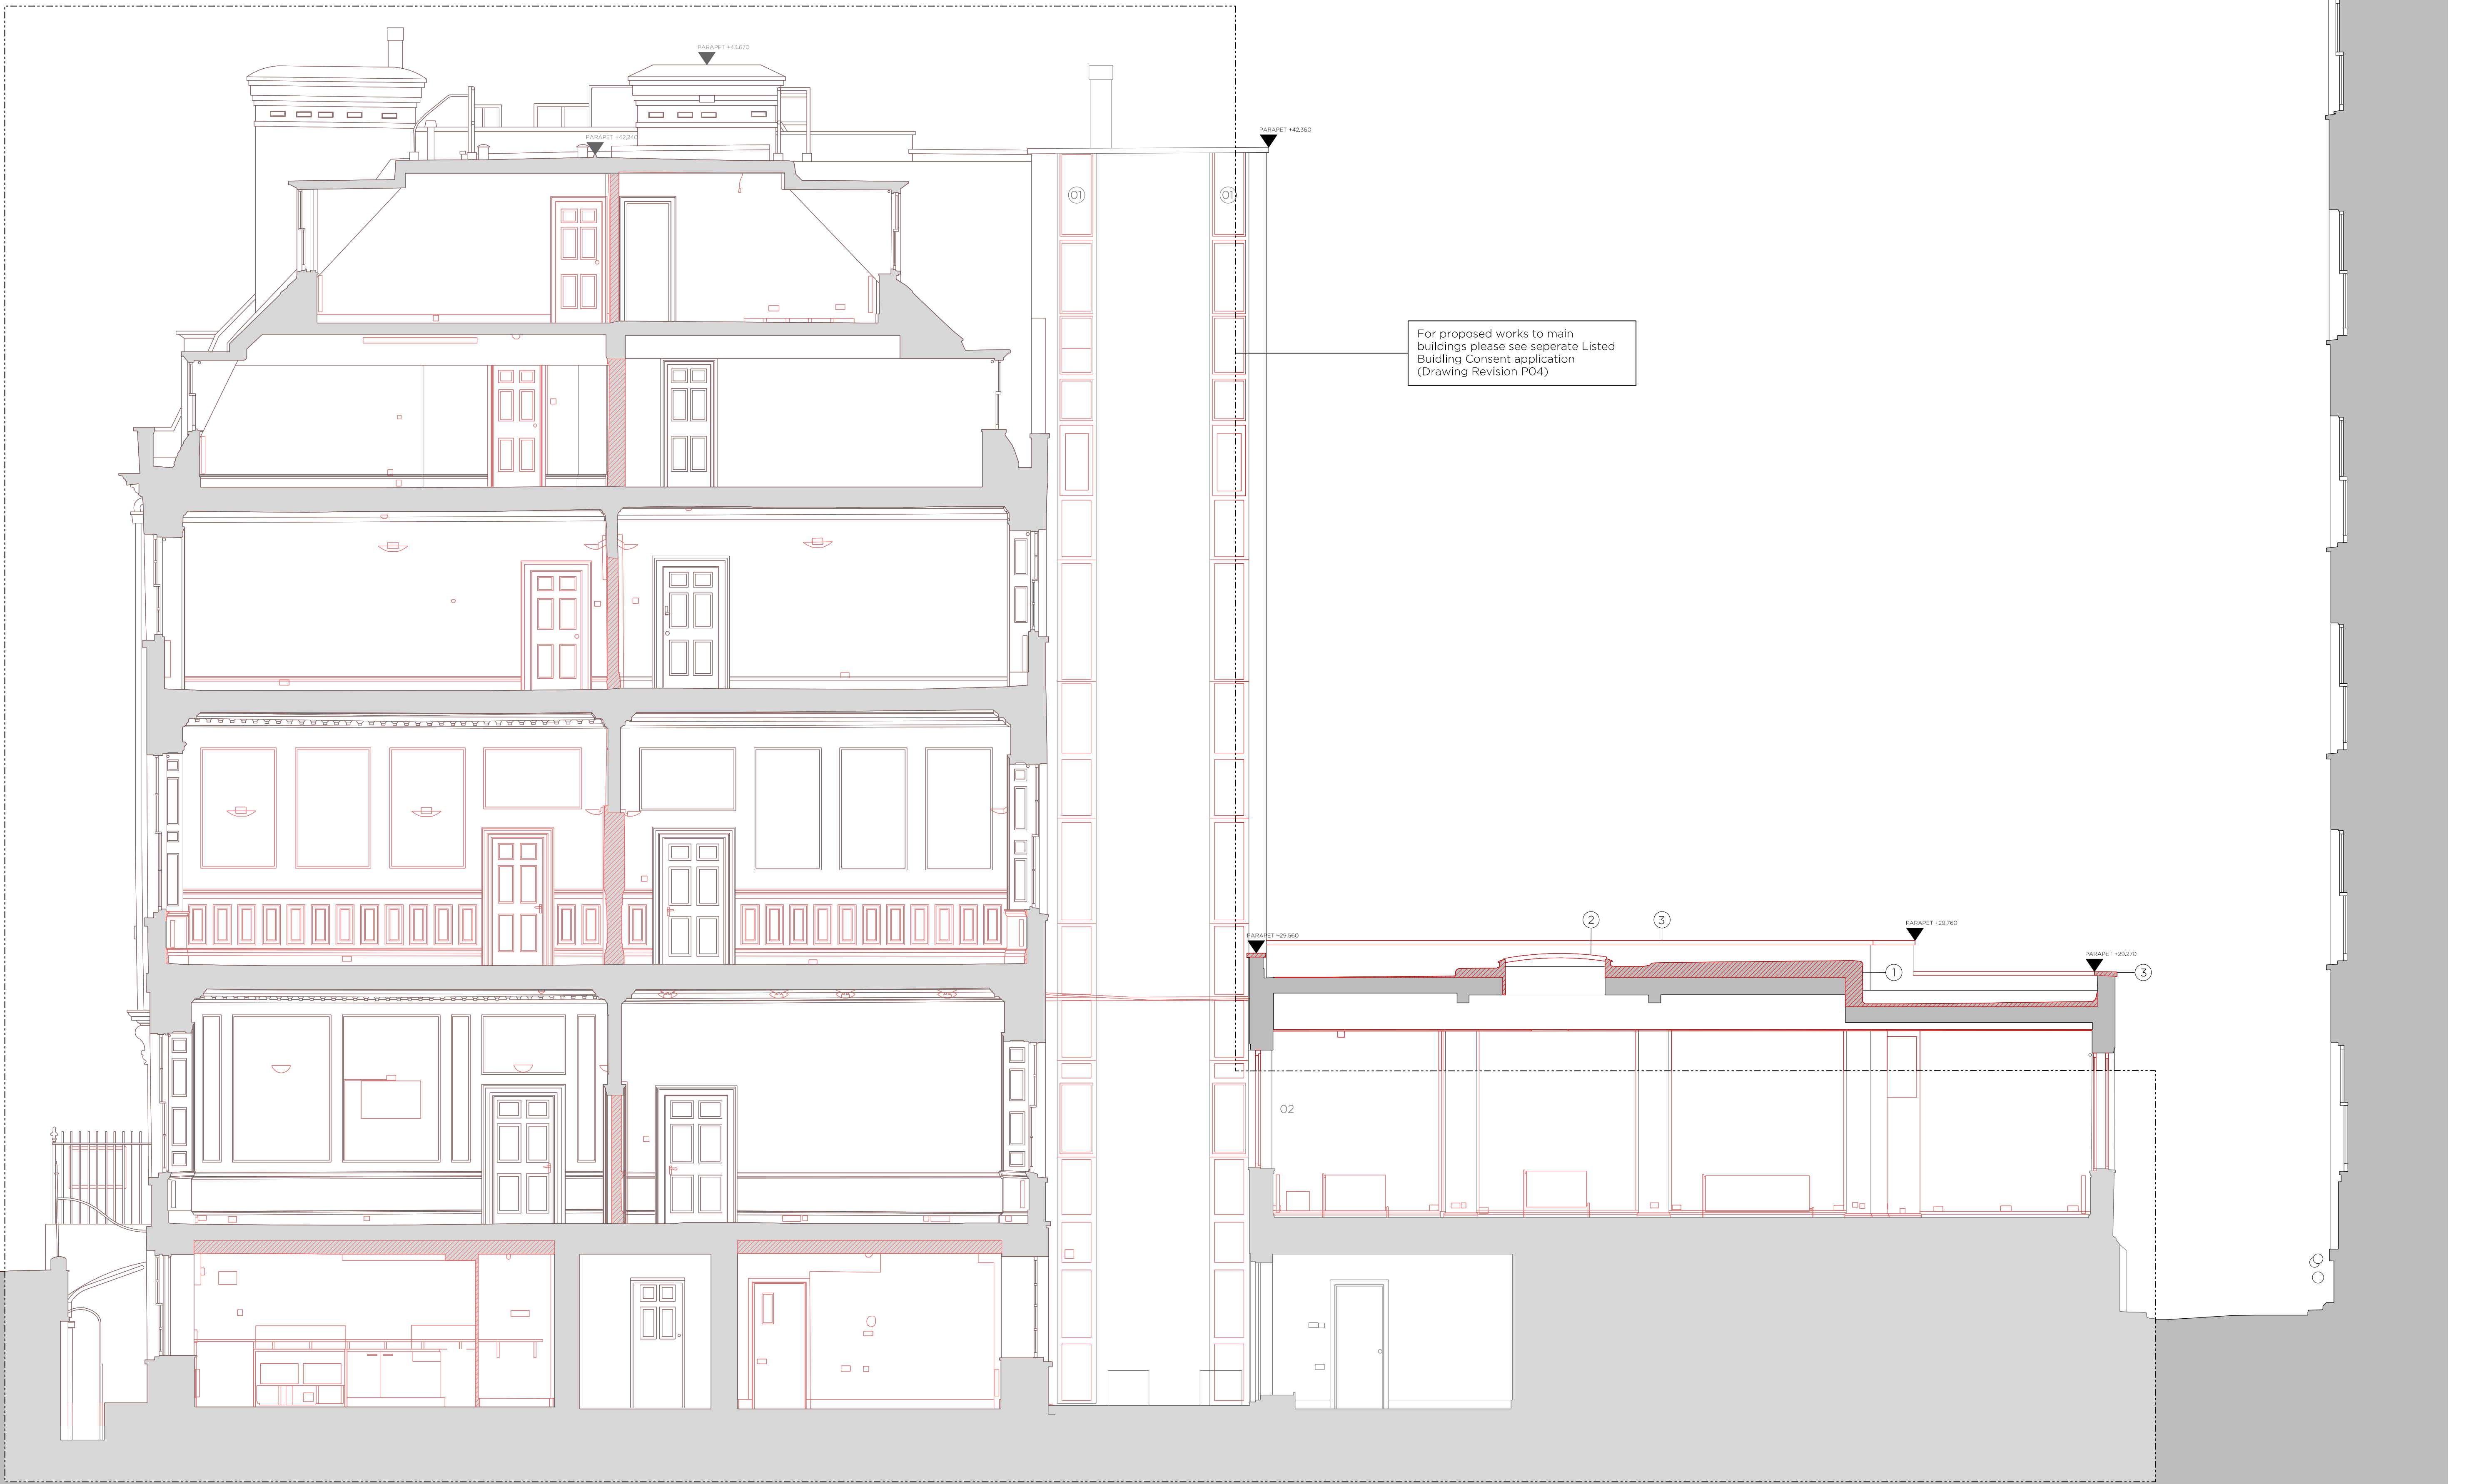 PARAPET +43,670
PARAPET +42,240
PARAPET +42,360
01
01
For proposed works to main
buildings please see seperate Listed
Buidling Consent application
(Drawing Revision P04)
2
3
PARAPET +29,760
PARAPET +29,560
PARAPET +29,270
1
3
02